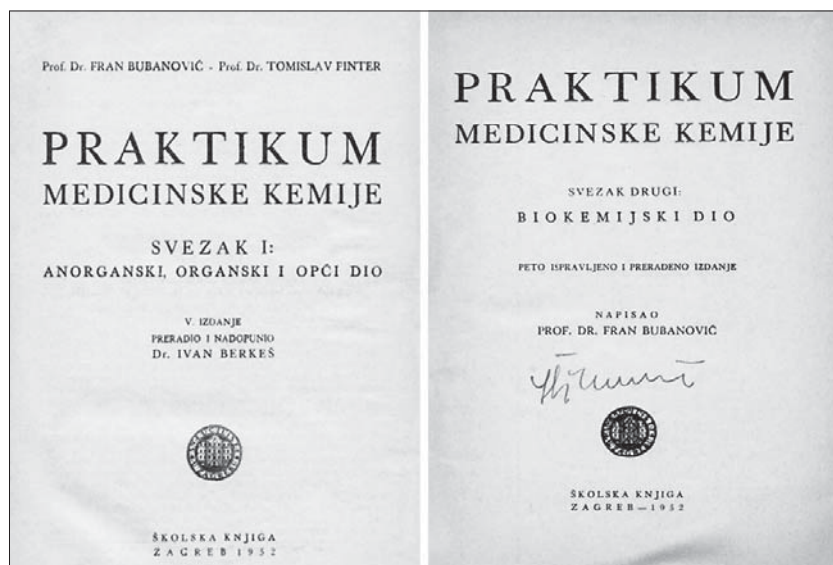 Prof. Dr. FRAN BUBANOVIĆ - Prof. Dr. TOMISLAV FINTER
PRAKTIKUM
MEDICINSKE KEMIJE
SVEZAK I:
ANORGANSKI, ORGANSKI I OPĆI DIO
V. IZDANJE
PRERADIO I NADOPUNIO
Dr. IVAN BERKEŠ
ŠKOLSKA KNJIGA
ZAGREB 1952
PRAKTIKUM
MEDICINSKE KEMIJE
SVEZAK DRUGI:
BIOKEMIJSKI DIO
PETO ISPRAVLJENO I PRERAĐENO IZDANJE
NAPISAO
PROF. DR. FRAN BUBANOVIĆ
ŠKOLSKA KNJIGA
ZAGREB—1952